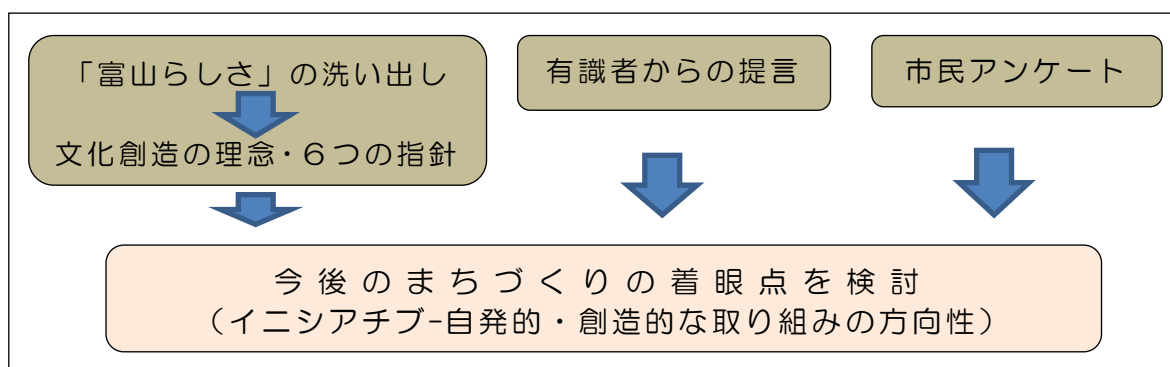 「富山らしさ」の洗い出し
文化創造の理念・６つの指針
有識者からの提言
市民アンケート
今後のまちづくりの着眼点を検討
（イニシアチブ-自発的・創造的な取り組みの方向性）